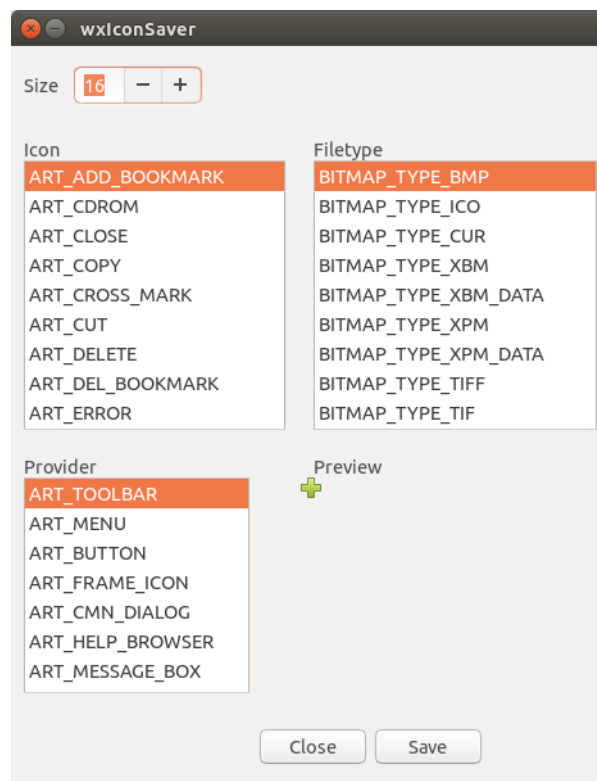 wxIconSaver
Size 16 − +
Icon
ART_ADD_BOOKMARK
ART_CDROM
ART_CLOSE
ART_COPY
ART_CROSS_MARK
ART_CUT
ART_DELETE
ART_DEL_BOOKMARK
ART_ERROR
Filetype
BITMAP_TYPE_BMP
BITMAP_TYPE_ICO
BITMAP_TYPE_CUR
BITMAP_TYPE_XBM
BITMAP_TYPE_XBM_DATA
BITMAP_TYPE_XPM
BITMAP_TYPE_XPM_DATA
BITMAP_TYPE_TIFF
BITMAP_TYPE_TIF
Provider
ART_TOOLBAR
ART_MENU
ART_BUTTON
ART_FRAME_ICON
ART_CMN_DIALOG
ART_HELP_BROWSER
ART_MESSAGE_BOX
Preview
Close
Save